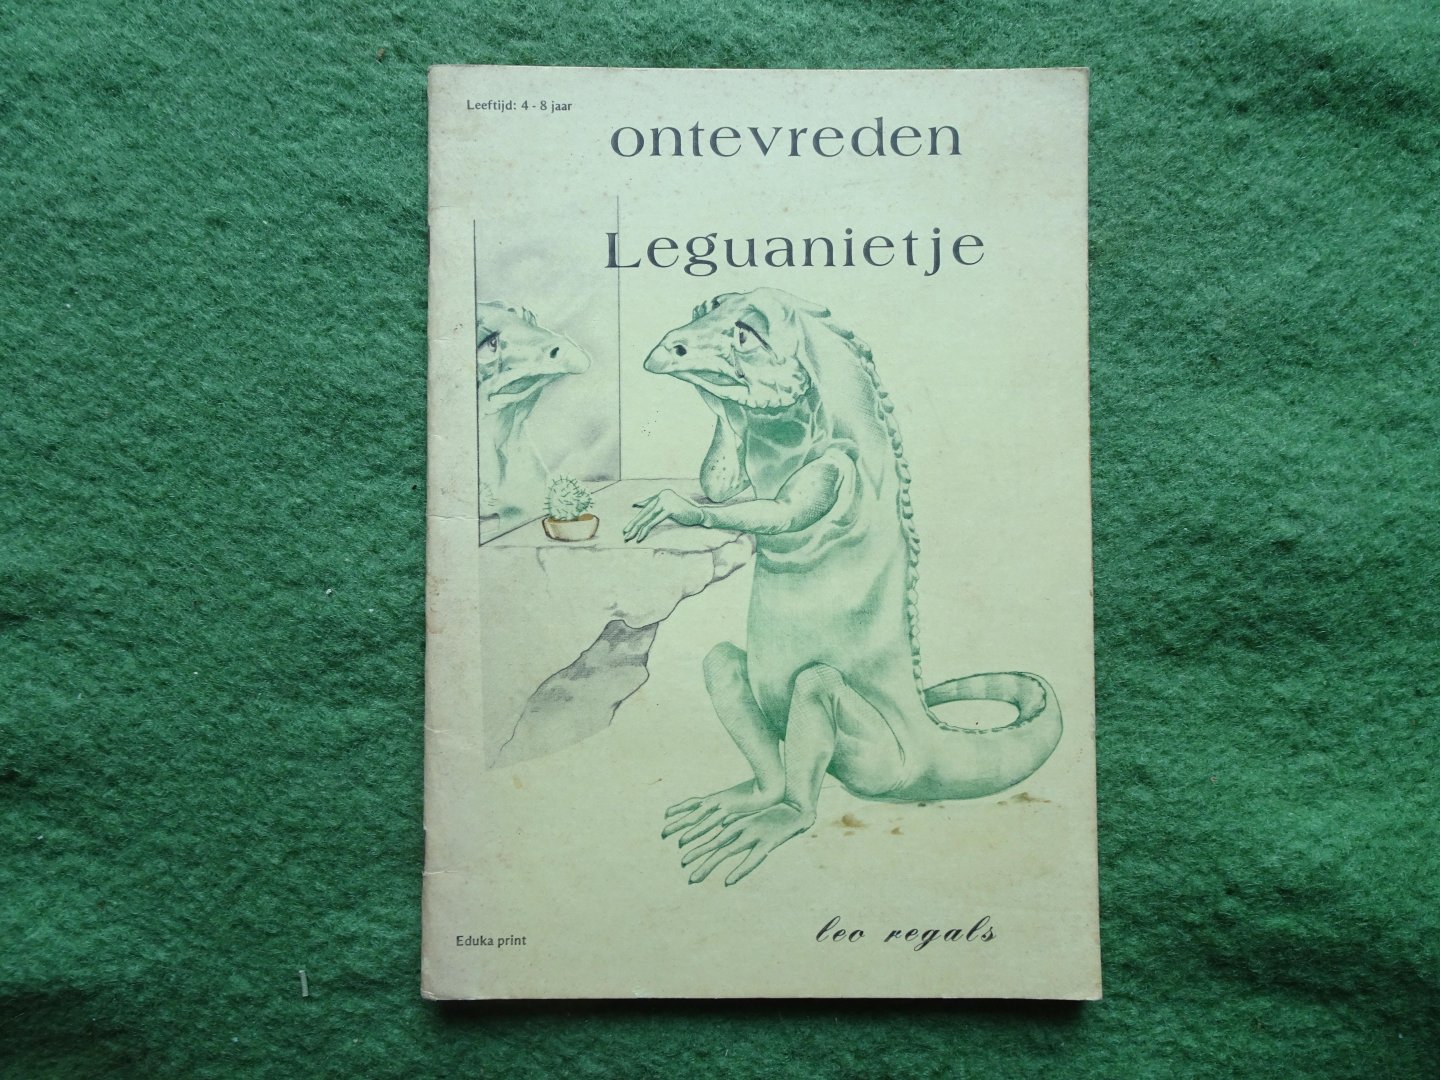 Leeftijd: 4 - 8 jaar
ontevreden
Leguanietje
leo regals
Eduka print